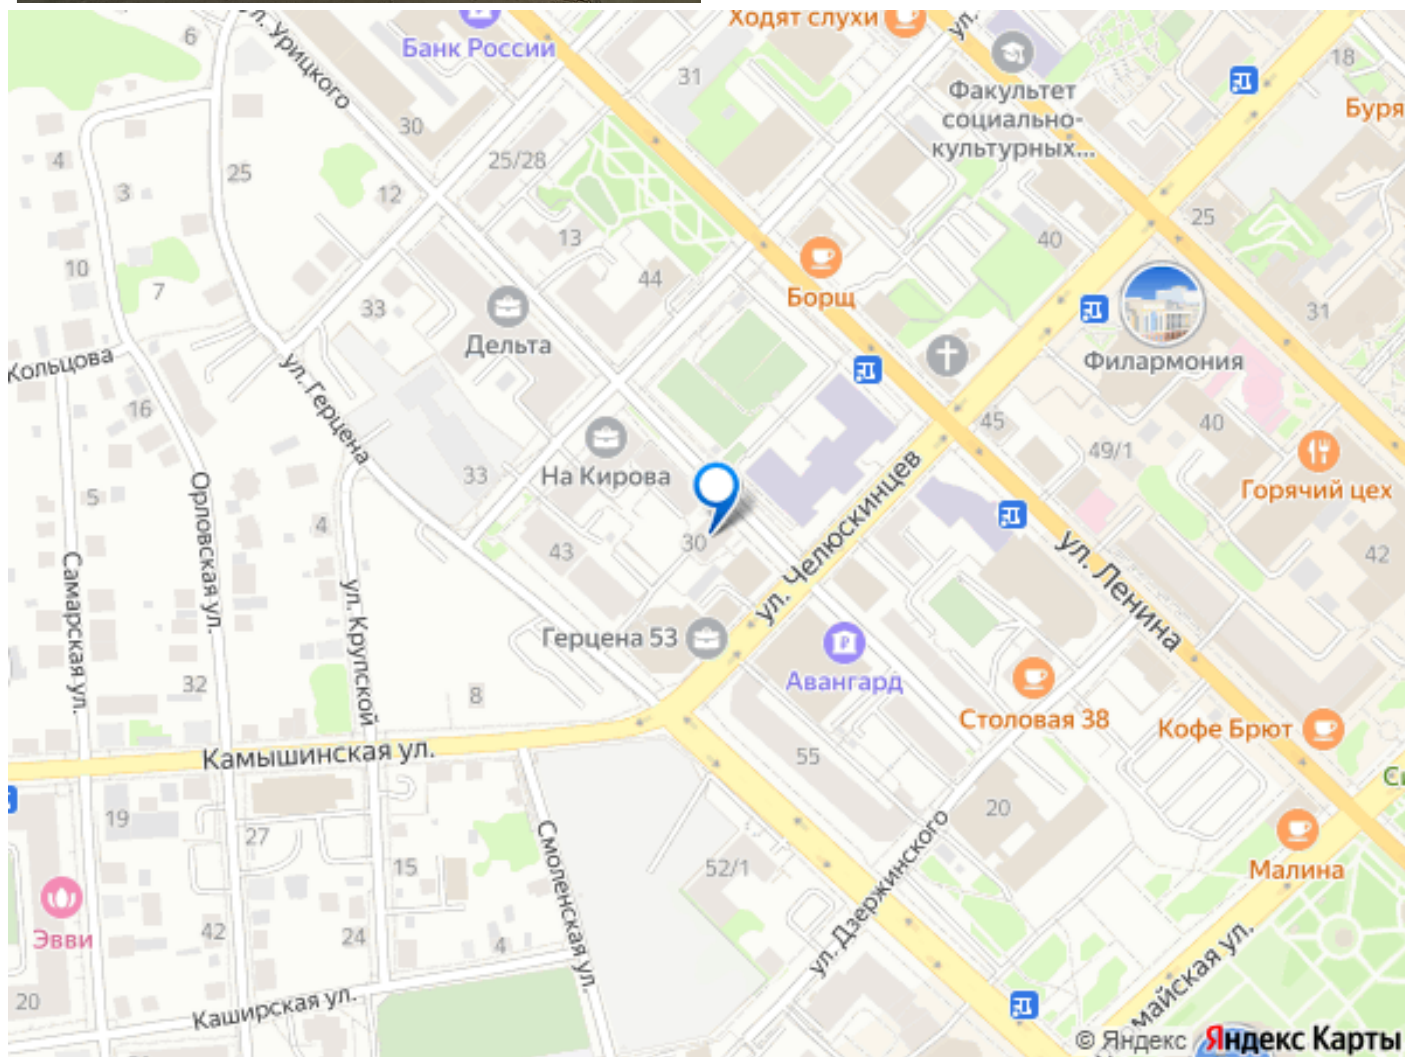 Ходят слухи
ул.
ул. Урицкого
6
Банк России
31
18
Факультет
социально-
культурных...
Буря
30
25/28
4
25
3
12
25
13
40
10
44
7
Борщ
33
31
Дельта
Филармония
Кольцова
ул. Герцена
16
45
40
49/1
На Кирова
33
Горячий цех
5
Орловская ул.
4
ул. Челюскинцев
30
43
42
ул. Ленина
Самарская ул.
ул. Крупской
Герцена 53
Авангард
32
8
Столовая 38
Кофе Брют
Камышинская ул.
55
19
27
20
Смоленская ул.
15
52/1
ул. Дзержинского
Малина
Эвви
42
24
4
20
Каширская ул.
майская ул.
© Яндекс Яндекс Карты